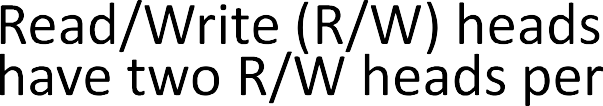 Read/Write (R/W) heads
have two R/W heads per